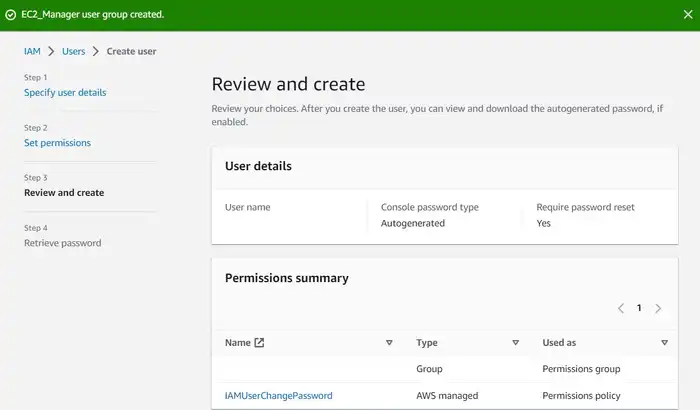 EC2_Manager user group created.
IAM > Users > Create user
Step 1
Specify user details
Step 2
Set permissions
Step 3
Review and create
Step 4
Retrieve password
Review and create
Review your choices. After you create the user, you can view and download the autogenerated password, if
enabled.
User details
User name
Console password type
Autogenerated
Require password reset
Yes
Permissions summary
1
Name Type Used as
Group Permissions group
IAMUserChangePassword AWS managed Permissions policy